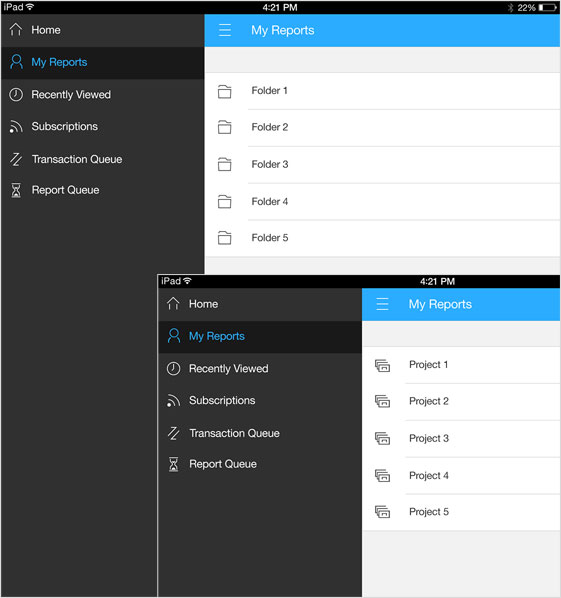 iPad 4:21 PM 22%
Home
My Reports
Recently Viewed
Subscriptions
Transaction Queue
Report Queue
My Reports
Folder 1
Folder 2
Folder 3
Folder 4
Folder 5
iPad 4:21 PM
Home
My Reports
Recently Viewed
Subscriptions
Transaction Queue
Report Queue
My Reports
Project 1
Project 2
Project 3
Project 4
Project 5